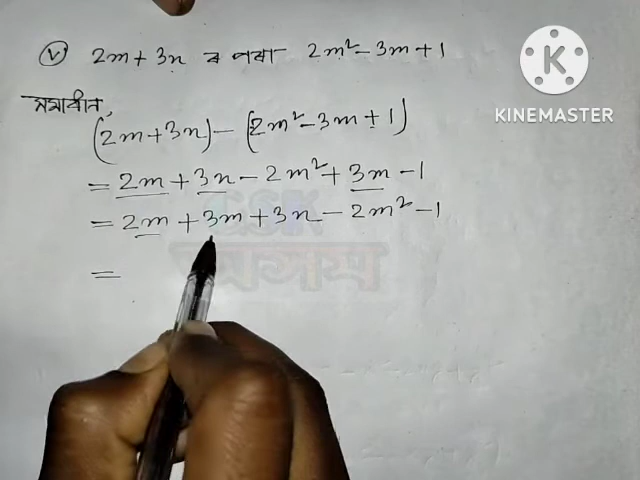 (v) 2m + 3n ৰ পৰা 2m² - 3m + 1
সমাধান,
(2m + 3n) - (2m² - 3m + 1)
= 2m + 3n - 2m² + 3m - 1
= 2m + 3m + 3n - 2m² - 1
=
KINEMASTER